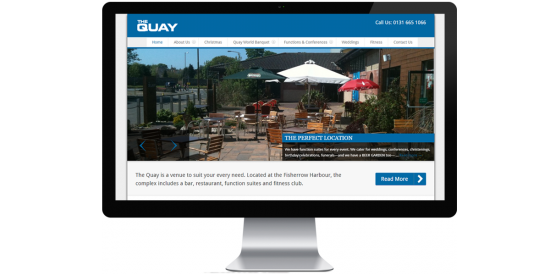 THE
QUAY
Call Us: 0131 665 1066
Home About Us Christmas Quay World Banquet Functions & Conferences Weddings Fitness Contact Us
THE PERFECT LOCATION
We have function suites for every event. We cater for weddings, conferences, christenings,
birthday celebrations, funerals - and we have a BEER GARDEN too
The Quay is a venue to suit your every need. Located at the Fisherrow Harbour, the
complex includes a bar, restaurant, function suites and fitness club.
Read More